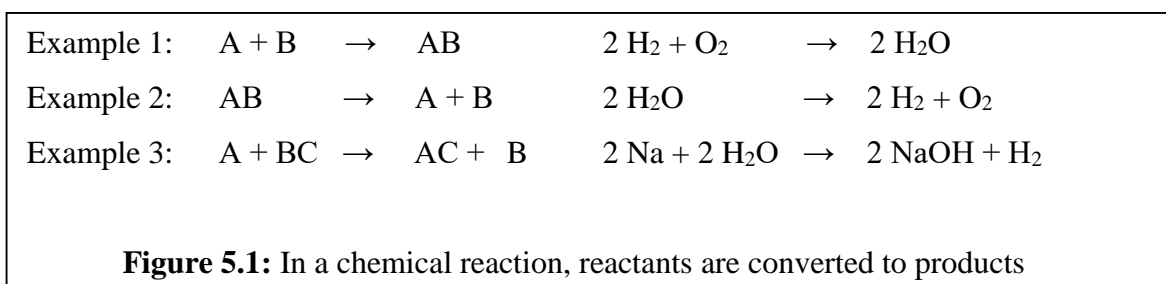 Example 1: A + B → AB 2 H₂ + O₂ → 2 H₂O
Example 2: AB → A + B 2 H₂O → 2 H₂ + O₂
Example 3: A + BC → AC + B 2 Na + 2 H₂O → 2 NaOH + H₂
Figure 5.1: In a chemical reaction, reactants are converted to products